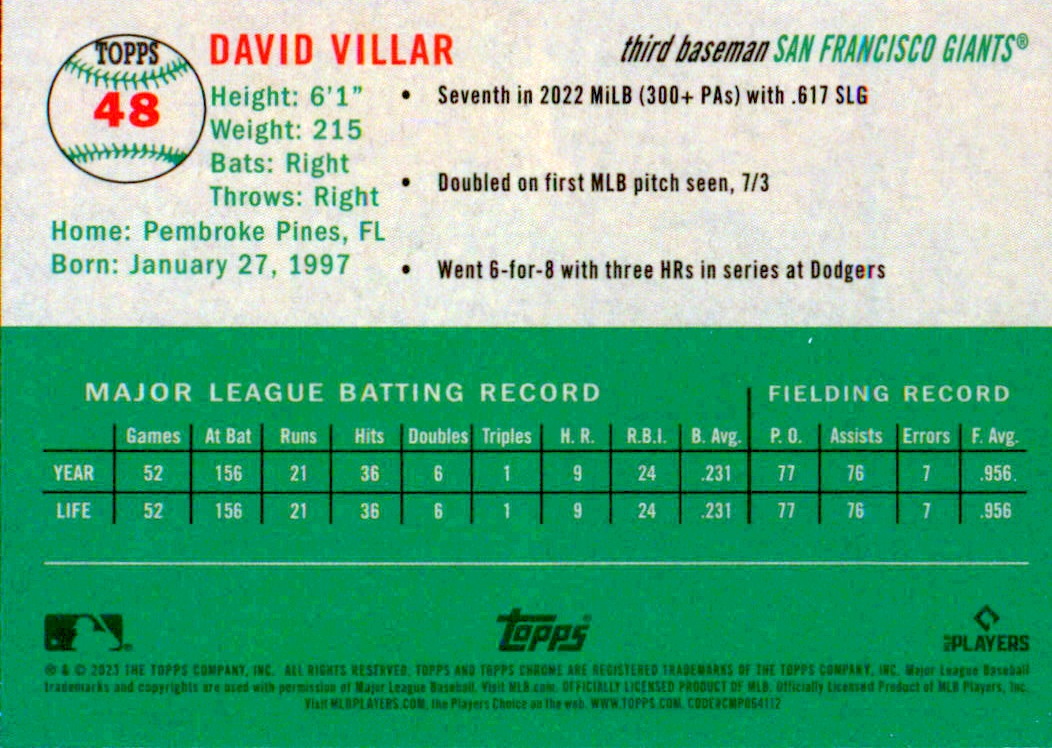 TOPPS
48
DAVID VILLAR
third baseman SAN FRANCISCO GIANTS®
Height: 6'1"
Weight: 215
Bats: Right
Throws: Right
Home: Pembroke Pines, FL
Born: January 27, 1997
• Seventh in 2022 MiLB (300+ PAs) with .617 SLG
• Doubled on first MLB pitch seen, 7/3
• Went 6-for-8 with three HRs in series at Dodgers
MAJOR LEAGUE BATTING RECORD FIELDING RECORD
Games At Bat Runs Hits Doubles Triples H. R. R.B.I. B. Avg. P. O. Assists Errors F. Avg.
YEAR 52 156 21 36 6 1 9 24 .231 77 76 7 .956.
LIFE 52 156 21 36 6 1 9 24 .231 77 76 7 .956
topps
PLAYERS
® & © 2023 THE TOPPS COMPANY, INC. ALL RIGHTS RESERVED. TOPPS AND TOPPS CHROME ARE REGISTERED TRADEMARKS OF THE TOPPS COMPANY, INC. Major League Baseball
trademarks and copyrights are used with permission of Major League Baseball. Visit MLB.com. OFFICIALLY LICENSED PRODUCT OF MLB. Officially Licensed Product of MLB Players, Inc.
Visit MLBPLAYERS.COM, the Players Choice on the web. WWW.TOPPS.COM. CODE#CMP064112